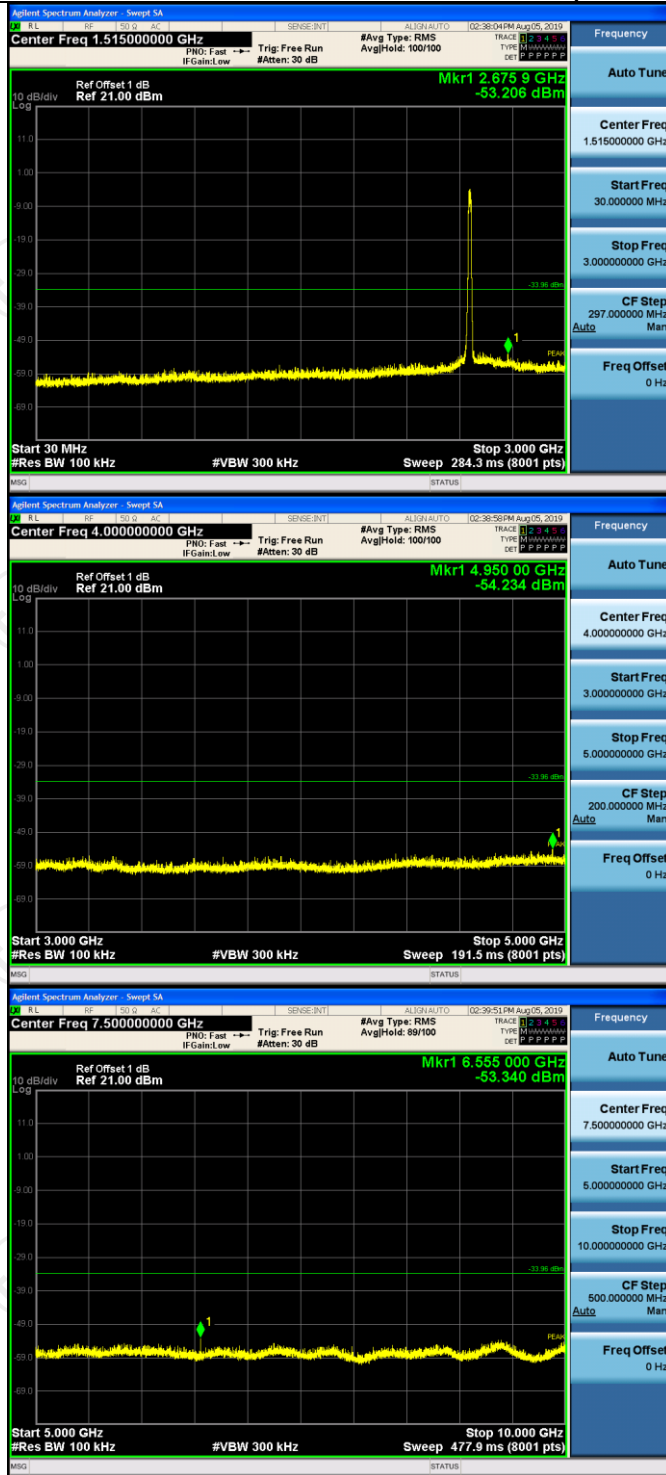 Agilent Spectrum Analyzer - Swept SA
RL RF 50 Ω AC SENSE:INT ALIGN AUTO 02:38:04 PM Aug 05, 2019
Center Freq 1.515000000 GHz
PNO: Fast Trig: Free Run
IFGain:Low #Atten: 30 dB
#Avg Type: RMS
Avg|Hold: 100/100
TRACE 1 2 3 4 5 6
TYPE M
DET P P P P P P
Frequency
Mkr1 2.675 9 GHz
-53.206 dBm
Ref Offset 1 dB
10 dB/div Ref 21.00 dBm
Log
11.0
1.00
-9.00
-19.0
-29.0
-33.96 dBm
-39.0
-49.0
1
PEAK
-59.0
-69.0
Start 30 MHz Stop 3.000 GHz
#Res BW 100 kHz #VBW 300 kHz Sweep 284.3 ms (8001 pts)
MSG STATUS
Auto Tune
Center Freq
1.515000000 GHz
Start Freq
30.000000 MHz
Stop Freq
3.000000000 GHz
CF Step
297.000000 MHz
Auto Man
Freq Offset
0 Hz
Agilent Spectrum Analyzer - Swept SA
RL RF 50 Ω AC SENSE:INT ALIGN AUTO 02:38:58 PM Aug 05, 2019
Center Freq 4.000000000 GHz
PNO: Fast Trig: Free Run
IFGain:Low #Atten: 30 dB
#Avg Type: RMS
Avg|Hold: 100/100
TRACE 1 2 3 4 5 6
TYPE M
DET P P P P P P
Frequency
Mkr1 4.950 00 GHz
-54.234 dBm
Ref Offset 1 dB
10 dB/div Ref 21.00 dBm
Log
11.0
1.00
-9.00
-19.0
-29.0
-33.96 dBm
-39.0
-49.0
1
-59.0
-69.0
Start 3.000 GHz Stop 5.000 GHz
#Res BW 100 kHz #VBW 300 kHz Sweep 191.5 ms (8001 pts)
MSG STATUS
Auto Tune
Center Freq
4.000000000 GHz
Start Freq
3.000000000 GHz
Stop Freq
5.000000000 GHz
CF Step
200.000000 MHz
Auto Man
Freq Offset
0 Hz
Agilent Spectrum Analyzer - Swept SA
RL RF 50 Ω AC SENSE:INT ALIGN AUTO 02:39:51 PM Aug 05, 2019
Center Freq 7.500000000 GHz
PNO: Fast Trig: Free Run
IFGain:Low #Atten: 30 dB
#Avg Type: RMS
Avg|Hold: 89/100
TRACE 1 2 3 4 5 6
TYPE M
DET P P P P P P
Frequency
Mkr1 6.555 000 GHz
-53.340 dBm
Ref Offset 1 dB
10 dB/div Ref 21.00 dBm
Log
11.0
1.00
-9.00
-19.0
-29.0
-33.96 dBm
-39.0
-49.0
1
PEAK
-59.0
-69.0
Start 5.000 GHz Stop 10.000 GHz
#Res BW 100 kHz #VBW 300 kHz Sweep 477.9 ms (8001 pts)
MSG STATUS
Auto Tune
Center Freq
7.500000000 GHz
Start Freq
5.000000000 GHz
Stop Freq
10.000000000 GHz
CF Step
500.000000 MHz
Auto Man
Freq Offset
0 Hz